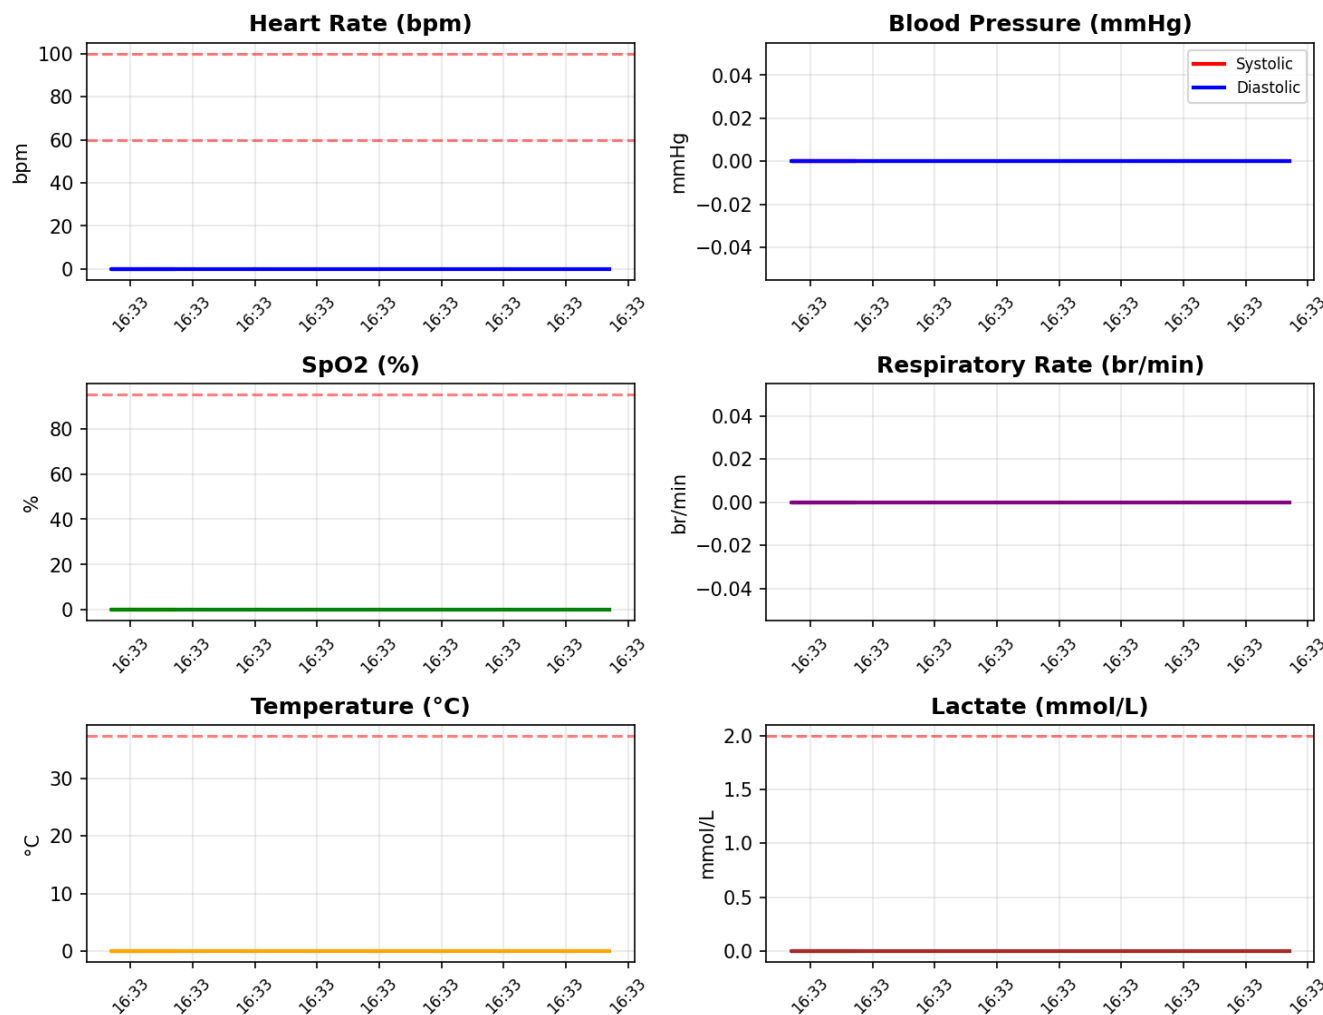 Heart Rate (bpm)
bpm
100
80
60
40
20
0
16:33 16:33 16:33 16:33 16:33 16:33 16:33 16:33 16:33
Blood Pressure (mmHg)
mmHg
Systolic
Diastolic
0.04
0.02
0.00
−0.02
−0.04
16:33 16:33 16:33 16:33 16:33 16:33 16:33 16:33 16:33
SpO2 (%)
%
80
60
40
20
0
16:33 16:33 16:33 16:33 16:33 16:33 16:33 16:33 16:33
Respiratory Rate (br/min)
br/min
0.04
0.02
0.00
−0.02
−0.04
16:33 16:33 16:33 16:33 16:33 16:33 16:33 16:33 16:33
Temperature (°C)
°C
30
20
10
0
16:33 16:33 16:33 16:33 16:33 16:33 16:33 16:33 16:33
Lactate (mmol/L)
mmol/L
2.0
1.5
1.0
0.5
0.0
16:33 16:33 16:33 16:33 16:33 16:33 16:33 16:33 16:33